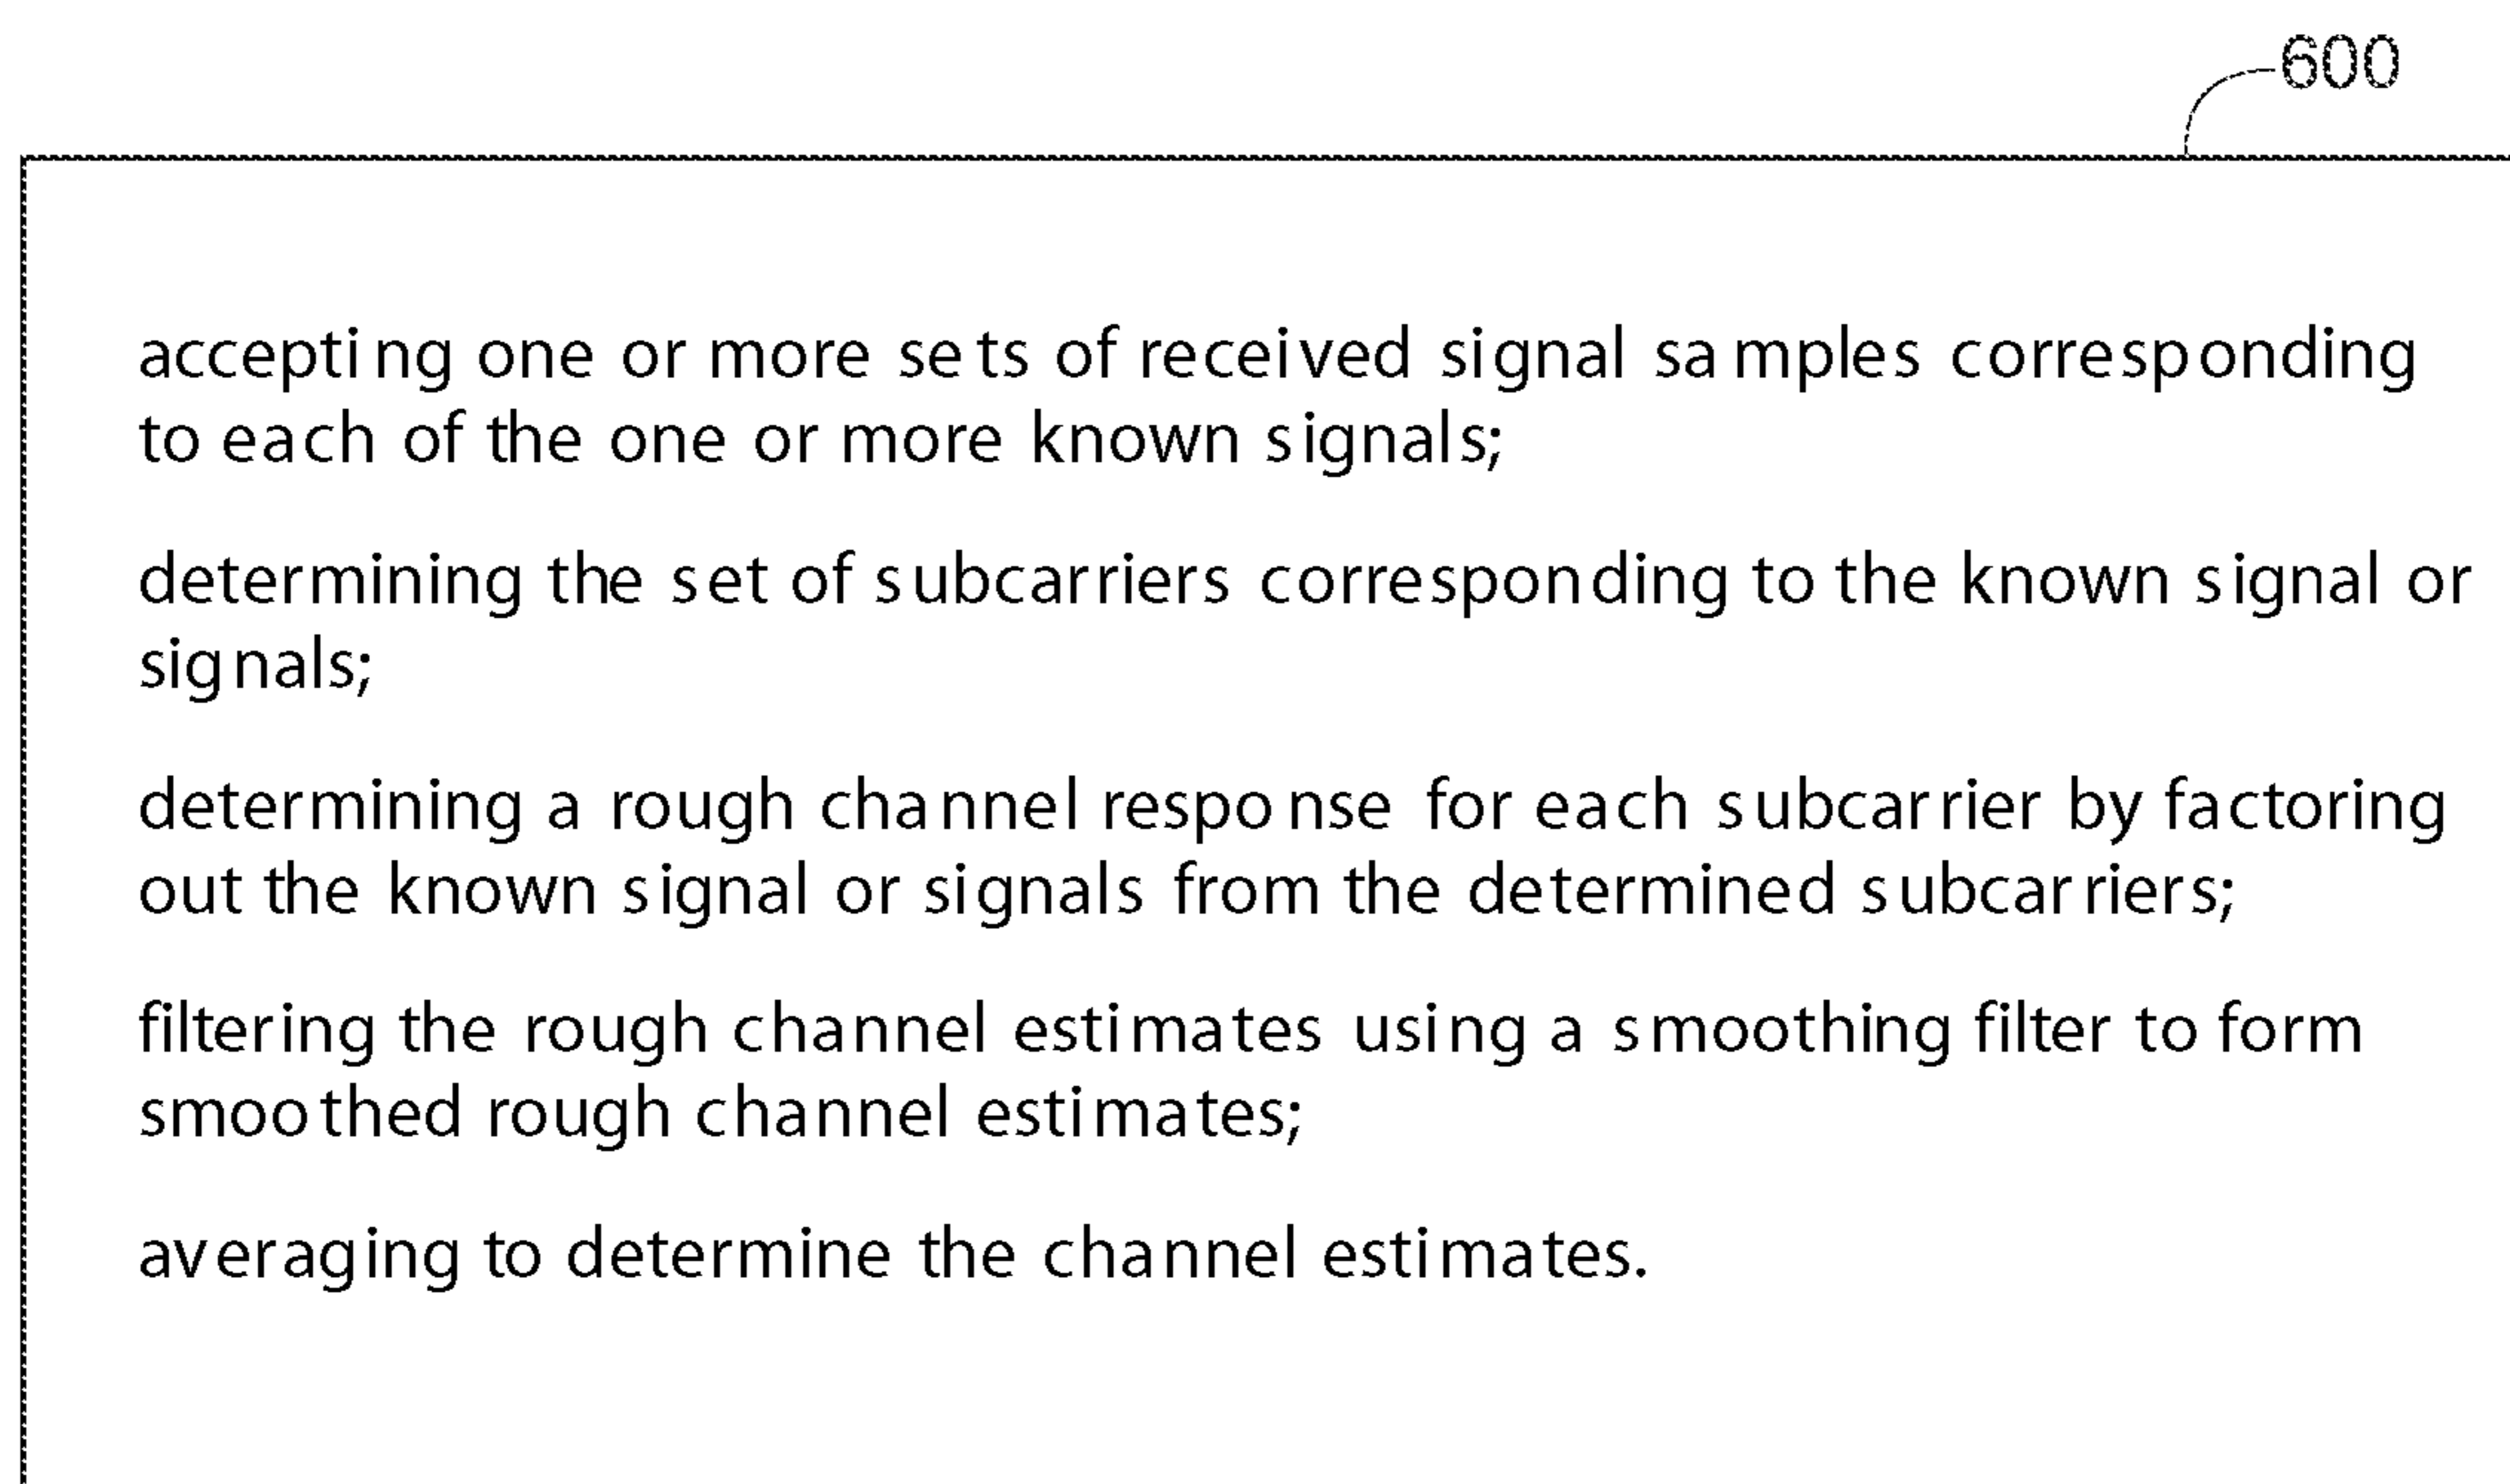 600
accepting one or more sets of received signal samples corresponding
to each of the one or more known signals;
determining the set of subcarriers corresponding to the known signal or
signals;
determining a rough channel response for each subcarrier by factoring
out the known signal or signals from the determined subcarriers;
filtering the rough channel estimates using a smoothing filter to form
smoothed rough channel estimates;
averaging to determine the channel estimates.